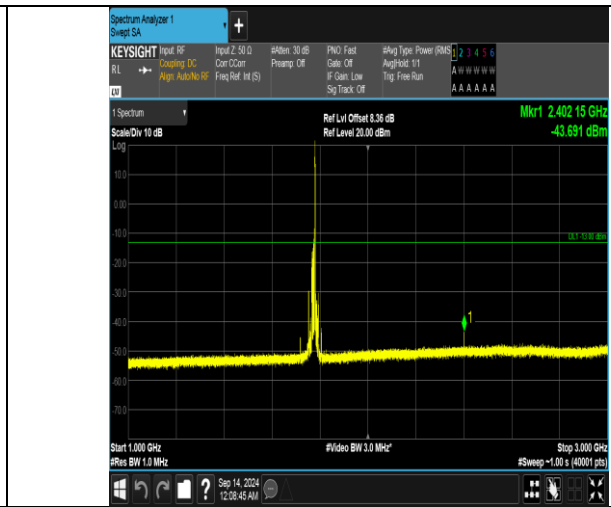 Spectrum Analyzer 1
Swept SA
+
KEYSIGHT Input: RF Input Z: 50 Ω #Atten: 30 dB PNO: Fast #Avg Type: Power (RMS 1 2 3 4 5 6
RL Coupling: DC Corr CCorr Preamp: Off Gate: Off Avg|Hold: 1/1 A W W W W W
Align: Auto/No RF Freq Ref: Int (S) IF Gain: Low Trig: Free Run
Sig Track: Off A A A A A A
LXI
1 Spectrum Ref Lvl Offset 8.36 dB Mkr1 2.402 15 GHz
Scale/Div 10 dB Ref Level 20.00 dBm -43.691 dBm
Log
10.0
0.00
-10.0
DL1 -13.00 dBm
-20.0
-30.0
-40.0
1
-50.0
-60.0
-70.0
Start 1.000 GHz #Video BW 3.0 MHz* Stop 3.000 GHz
#Res BW 1.0 MHz #Sweep ~1.00 s (40001 pts)
? Sep 14, 2024
12:08:45 AM